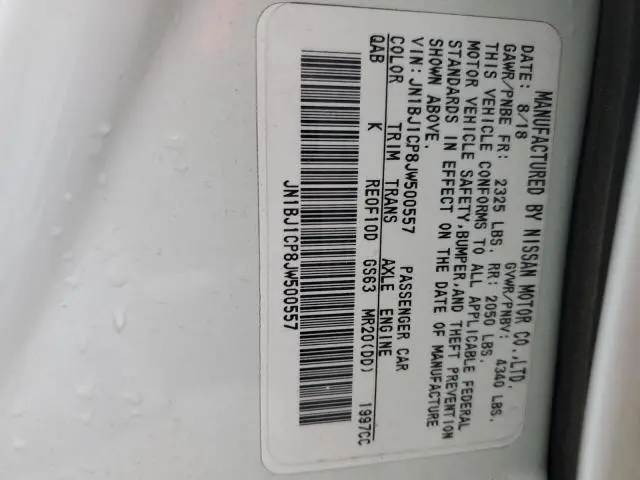 MANUFACTURED BY NISSAN MOTOR CO.,LTD.
DATE: 8/18 GVWR/PNBV: 4340 LBS.
GAWR/PNBE FR: 2325 LBS. RR: 2050 LBS.
THIS VEHICLE CONFORMS TO ALL APPLICABLE FEDERAL
MOTOR VEHICLE SAFETY,BUMPER,AND THEFT PREVENTION
STANDARDS IN EFFECT ON THE DATE OF MANUFACTURE
SHOWN ABOVE.
VIN: JN1BJ1CP8JW500557 PASSENGER CAR
COLOR TRIM TRANS AXLE ENGINE
QAB K RE0F10D GS63 MR20(DD) 1997CC
JN1BJ1CP8JW500557